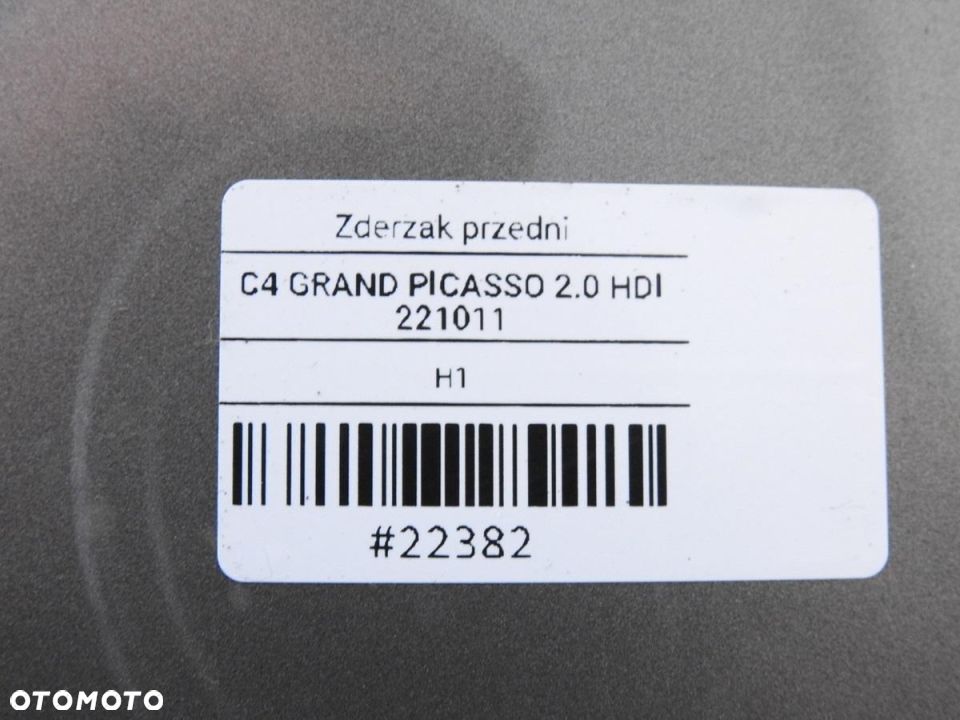 Zderzak przedni
C4 GRAND PICASSO 2.0 HDI
221011
H1
#22382
OTOMOTO